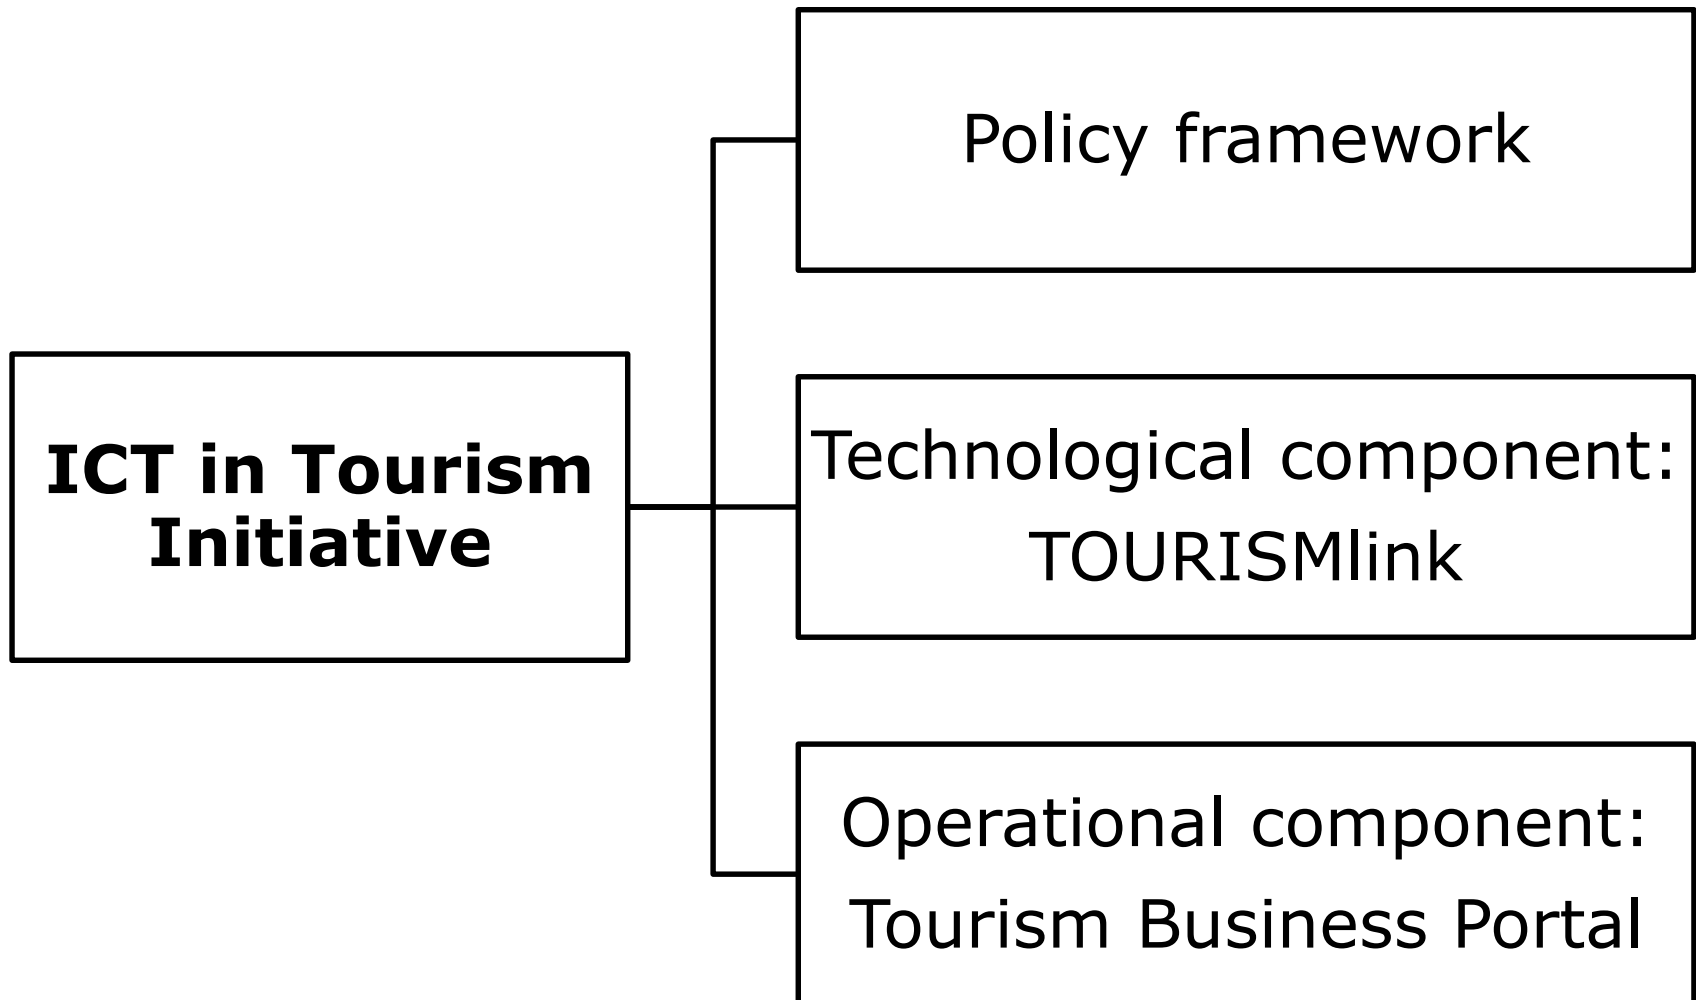 Policy framework
ICT in Tourism
Initiative
Technological component:
TOURISMlink
Operational component:
Tourism Business Portal